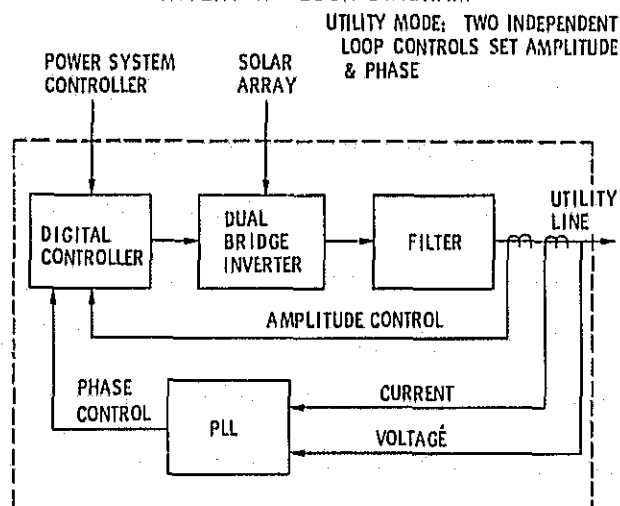 UTILITY MODE: TWO INDEPENDENT
LOOP CONTROLS SET AMPLITUDE
& PHASE
POWER SYSTEM
CONTROLLER
SOLAR
ARRAY
UTILITY
LINE
DIGITAL
CONTROLLER
DUAL
BRIDGE
INVERTER
FILTER
AMPLITUDE CONTROL
PHASE
CONTROL
PLL
CURRENT
VOLTAGE